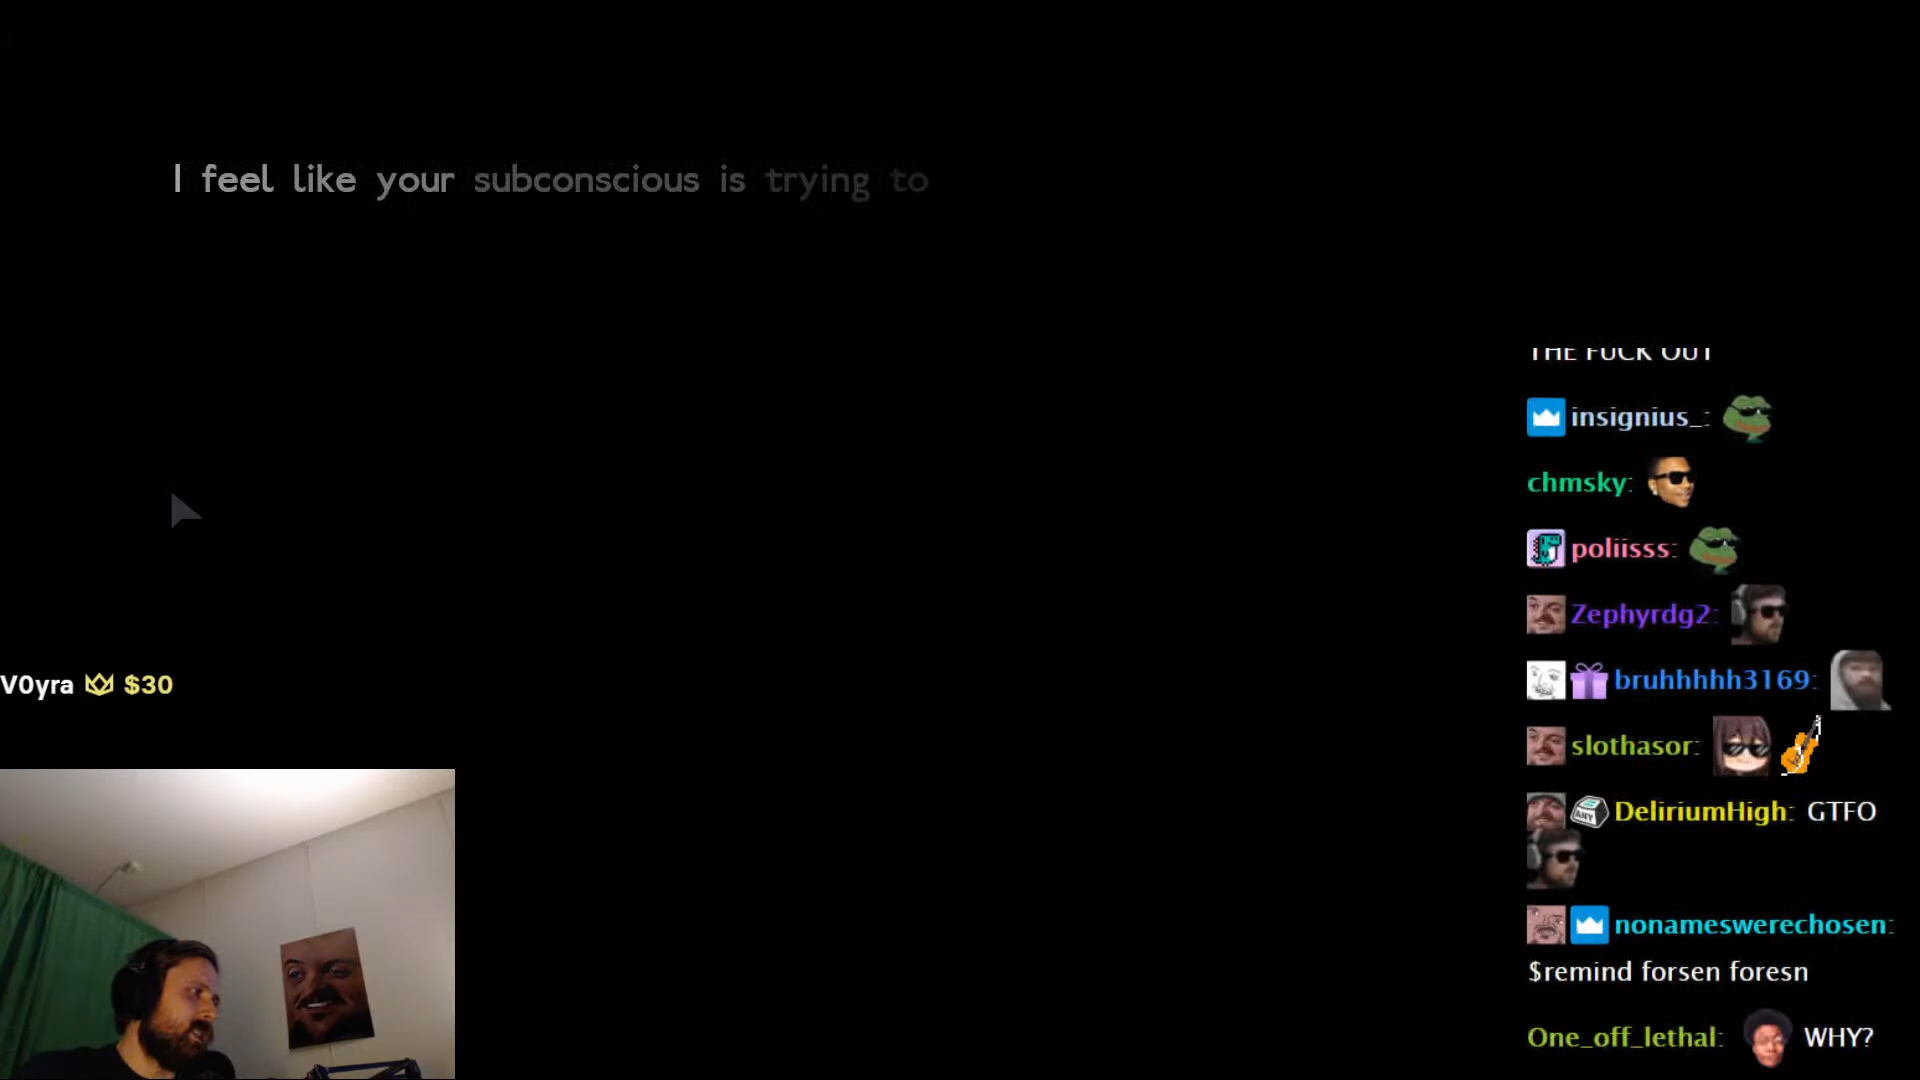 I feel like your subconscious is trying to
THE FUCK OUT
insignius_:
chmsky:
poliisss:
Zephyrdg2:
V0yra $30
bruhhhhh3169:
slothasor:
ANY DeliriumHigh: GTFO
nonameswerechosen:
$remind forsen foresn
One_off_lethal: WHY?